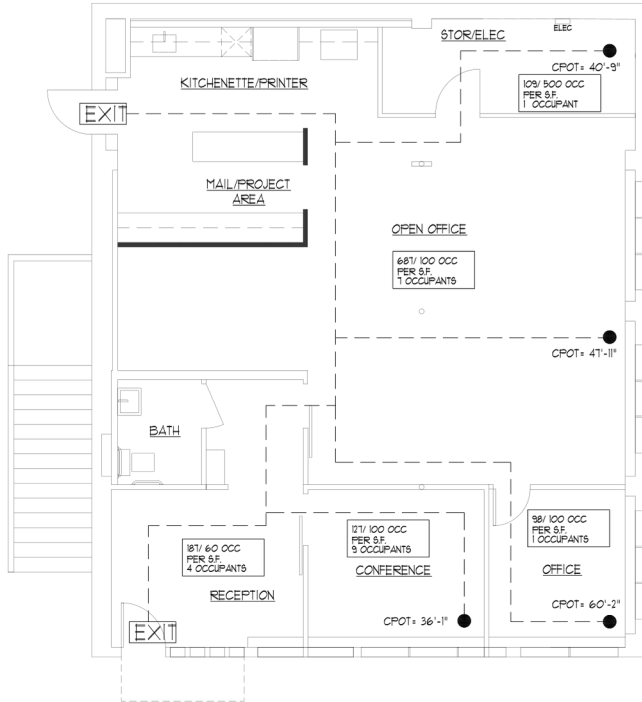 ELEC
STOR/ELEC
CPOT= 40'-9"
KITCHENETTE/PRINTER
109/ 500 OCC
PER S.F.
1 OCCUPANT
EXIT
MAIL/PROJECT
AREA
OPEN OFFICE
687/ 100 OCC
PER S.F.
7 OCCUPANTS
CPOT= 47'-11"
BATH
187/ 60 OCC
PER S.F.
4 OCCUPANTS
127/ 100 OCC
PER S.F.
9 OCCUPANTS
98/ 100 OCC
PER S.F.
1 OCCUPANTS
CONFERENCE
OFFICE
RECEPTION
CPOT= 60'-2"
CPOT= 36'-1"
EXIT